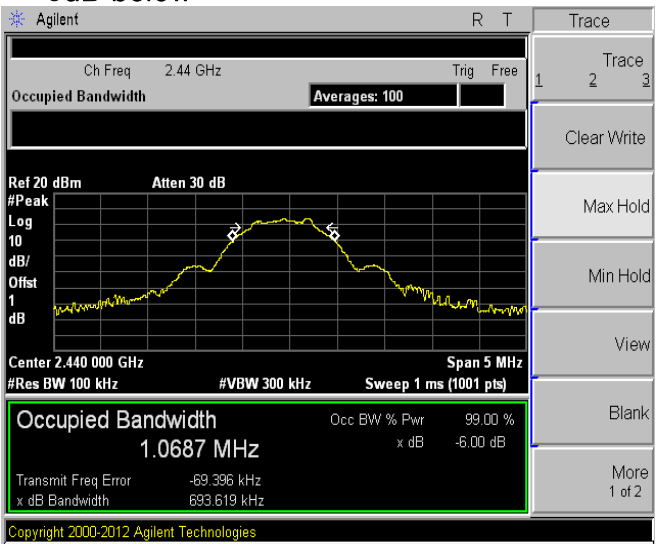 Agilent R T Trace
Ch Freq 2.44 GHz Trig Free
Occupied Bandwidth Averages: 100
Trace
1 2 3
Clear Write
Max Hold
Min Hold
View
Blank
More
1 of 2
Ref 20 dBm Atten 30 dB
#Peak
Log
10
dB/
Offst
1
dB
Center 2.440 000 GHz Span 5 MHz
#Res BW 100 kHz #VBW 300 kHz Sweep 1 ms (1001 pts)
Occupied Bandwidth Occ BW % Pwr 99.00 %
1.0687 MHz x dB -6.00 dB
Transmit Freq Error -69.396 kHz
x dB Bandwidth 693.619 kHz
Copyright 2000-2012 Agilent Technologies